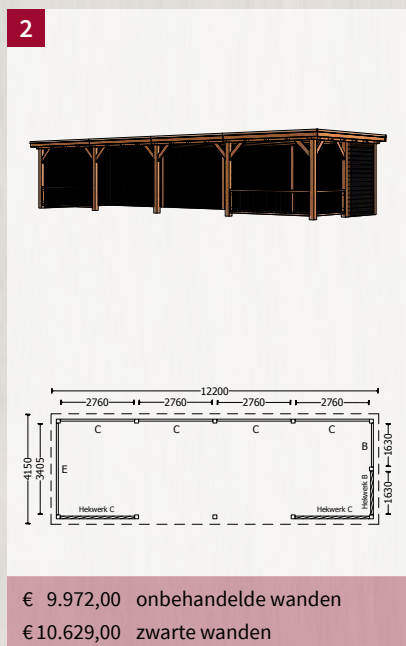 2
12200
2760 2760 2760 2760
C C C C
4150
3405
E
B
1630
Hekwerk B
1630
Hekwerk C Hekwerk C
€ 9.972,00 onbehandelde wanden
€ 10.629,00 zwarte wanden